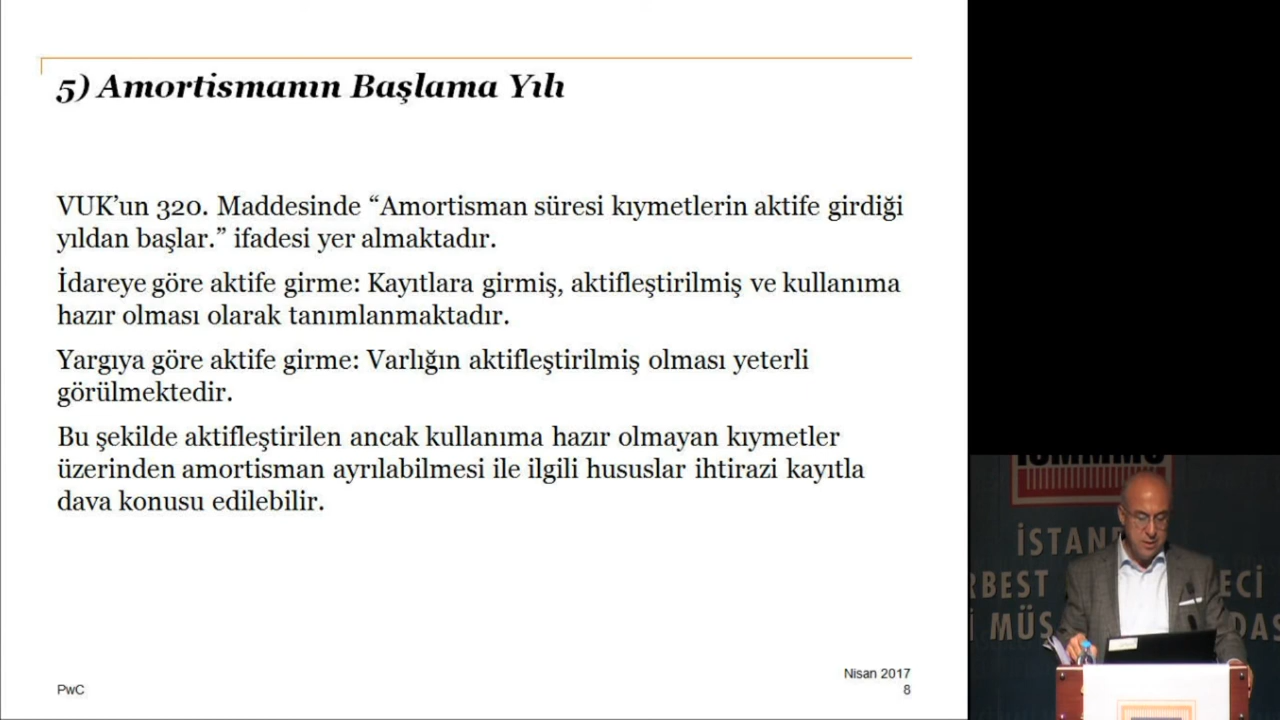 5) Amortismanın Başlama Yılı
VUK’un 320. Maddesinde “Amortisman süresi kıymetlerin aktife girdiği
yıldan başlar.” ifadesi yer almaktadır.
İdareye göre aktife girme: Kayıtlara girmiş, aktifleştirilmiş ve kullanıma
hazır olması olarak tanımlanmaktadır.
Yargıya göre aktife girme: Varlığın aktifleştirilmiş olması yeterli
görülmektedir.
Bu şekilde aktifleştirilen ancak kullanıma hazır olmayan kıymetler
üzerinden amortisman ayrılabilmesi ile ilgili hususlar ihtirazi kayıtla
dava konusu edilebilir.
Nisan 2017
PwC 8
İSTAN
RBEST ECİ
İ MÜŞ DAS